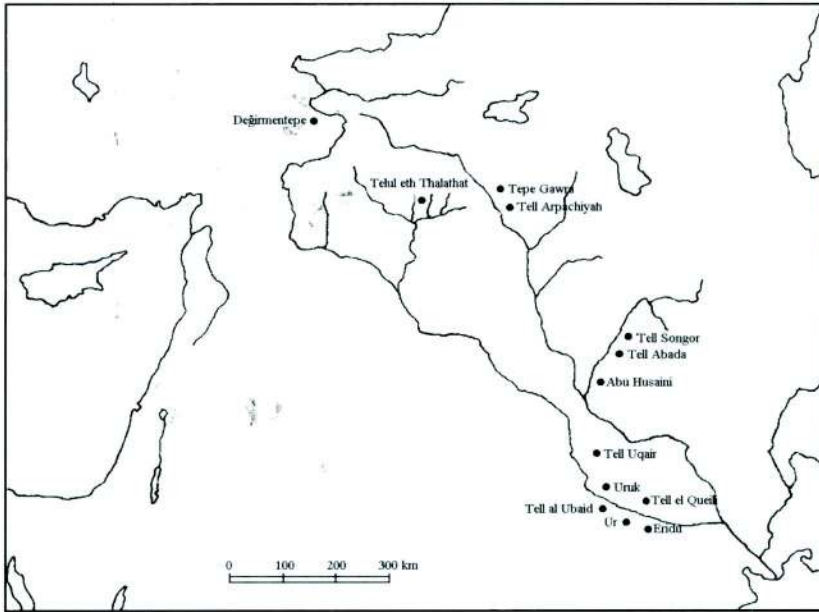 Değirmentepe
Telul eth Thalathat
Tepe Gawra
Tell Arpachiyah
Tell Songor
Tell Abada
Abu Husaini
Tell Uqair
Uruk
Tell el Queili
Tell al Ubaid
Ur
Eridu
0 100 200 300 km